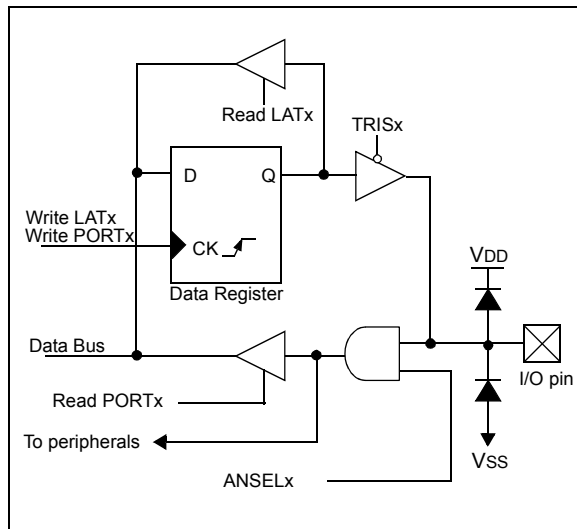 Read LATx
TRISx
D
Q
Write LATx
Write PORTx
CK
Data Register
VDD
Data Bus
I/O pin
Read PORTx
To peripherals
VSS
ANSELx